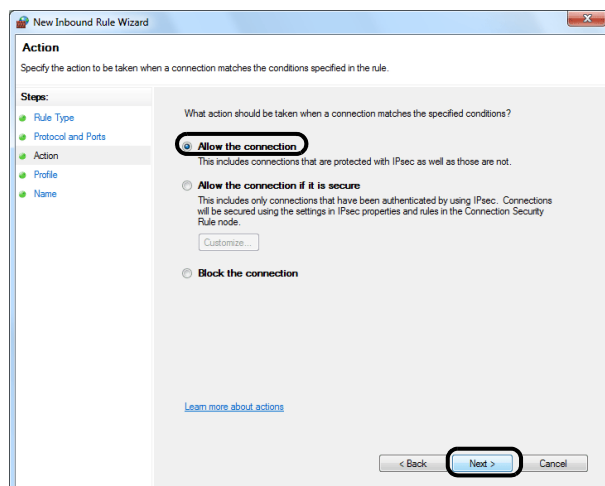 New Inbound Rule Wizard
Action
Specify the action to be taken when a connection matches the conditions specified in the rule.
Steps:
Rule Type
Protocol and Ports
Action
Profile
Name
What action should be taken when a connection matches the specified conditions?
Allow the connection
This includes connections that are protected with IPsec as well as those are not.
Allow the connection if it is secure
This includes only connections that have been authenticated by using IPsec. Connections
will be secured using the settings in IPsec properties and rules in the Connection Security
Rule node.
Customize...
Block the connection
Learn more about actions
< Back
Next >
Cancel